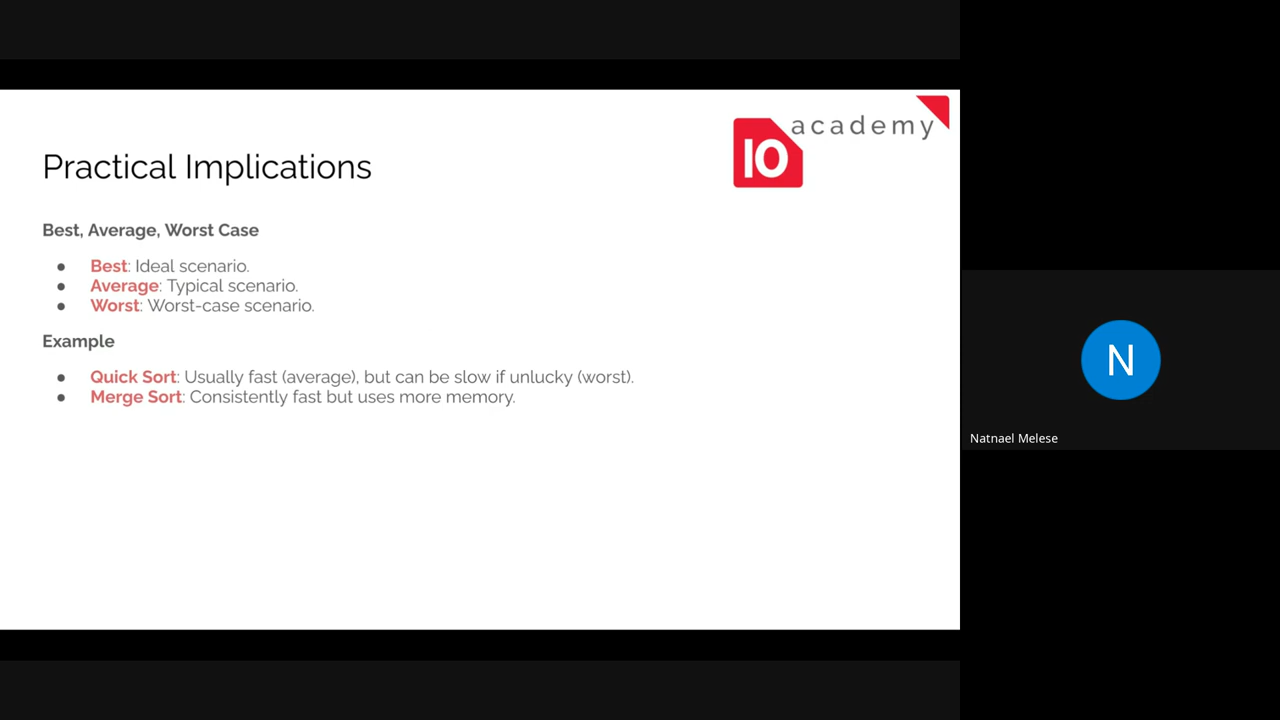 10 academy
Practical Implications
Best, Average, Worst Case
● Best: Ideal scenario.
● Average: Typical scenario.
● Worst: Worst-case scenario.
Example
● Quick Sort: Usually fast (average), but can be slow if unlucky (worst).
● Merge Sort: Consistently fast but uses more memory.
N
Natnael Melese